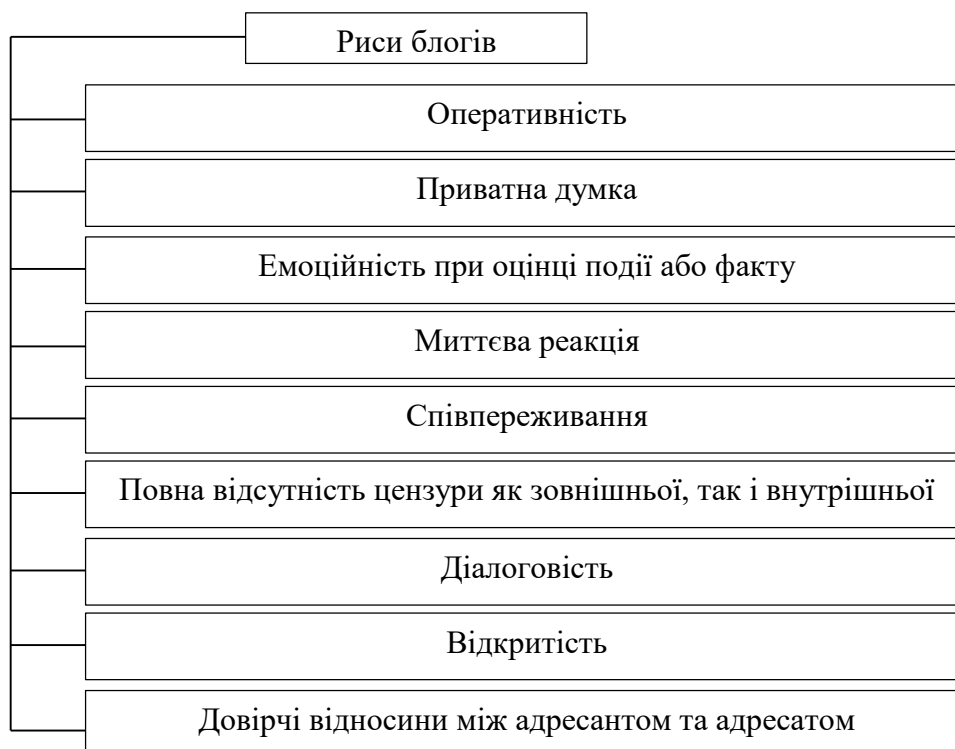 Риси блогів
Оперативність
Приватна думка
Емоційність при оцінці події або факту
Миттєва реакція
Співпереживання
Повна відсутність цензури як зовнішньої, так і внутрішньої
Діалоговість
Відкритість
Довірчі відносини між адресантом та адресатом